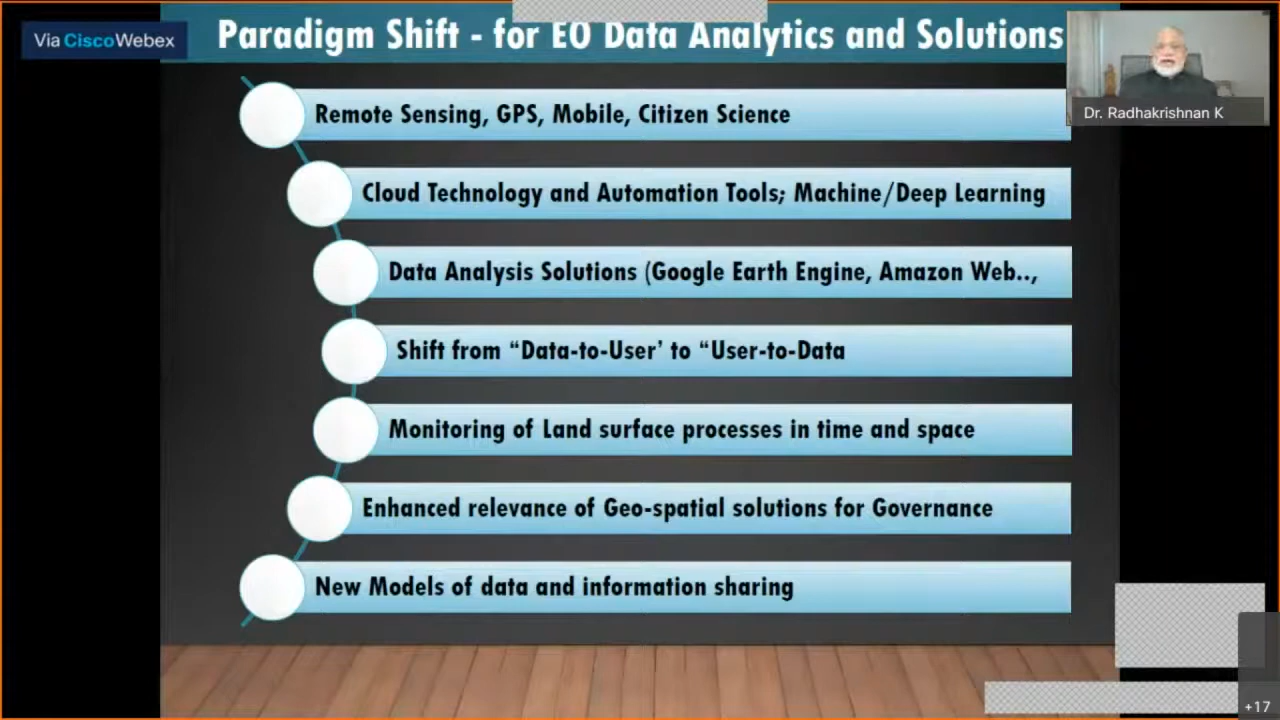 Via CiscoWebex
Paradigm Shift - for EO Data Analytics and Solutions
Dr. Radhakrishnan K
Remote Sensing, GPS, Mobile, Citizen Science
Cloud Technology and Automation Tools; Machine/Deep Learning
Data Analysis Solutions (Google Earth Engine, Amazon Web..,
Shift from “Data-to-User’ to “User-to-Data
Monitoring of Land surface processes in time and space
Enhanced relevance of Geo-spatial solutions for Governance
New Models of data and information sharing
+17